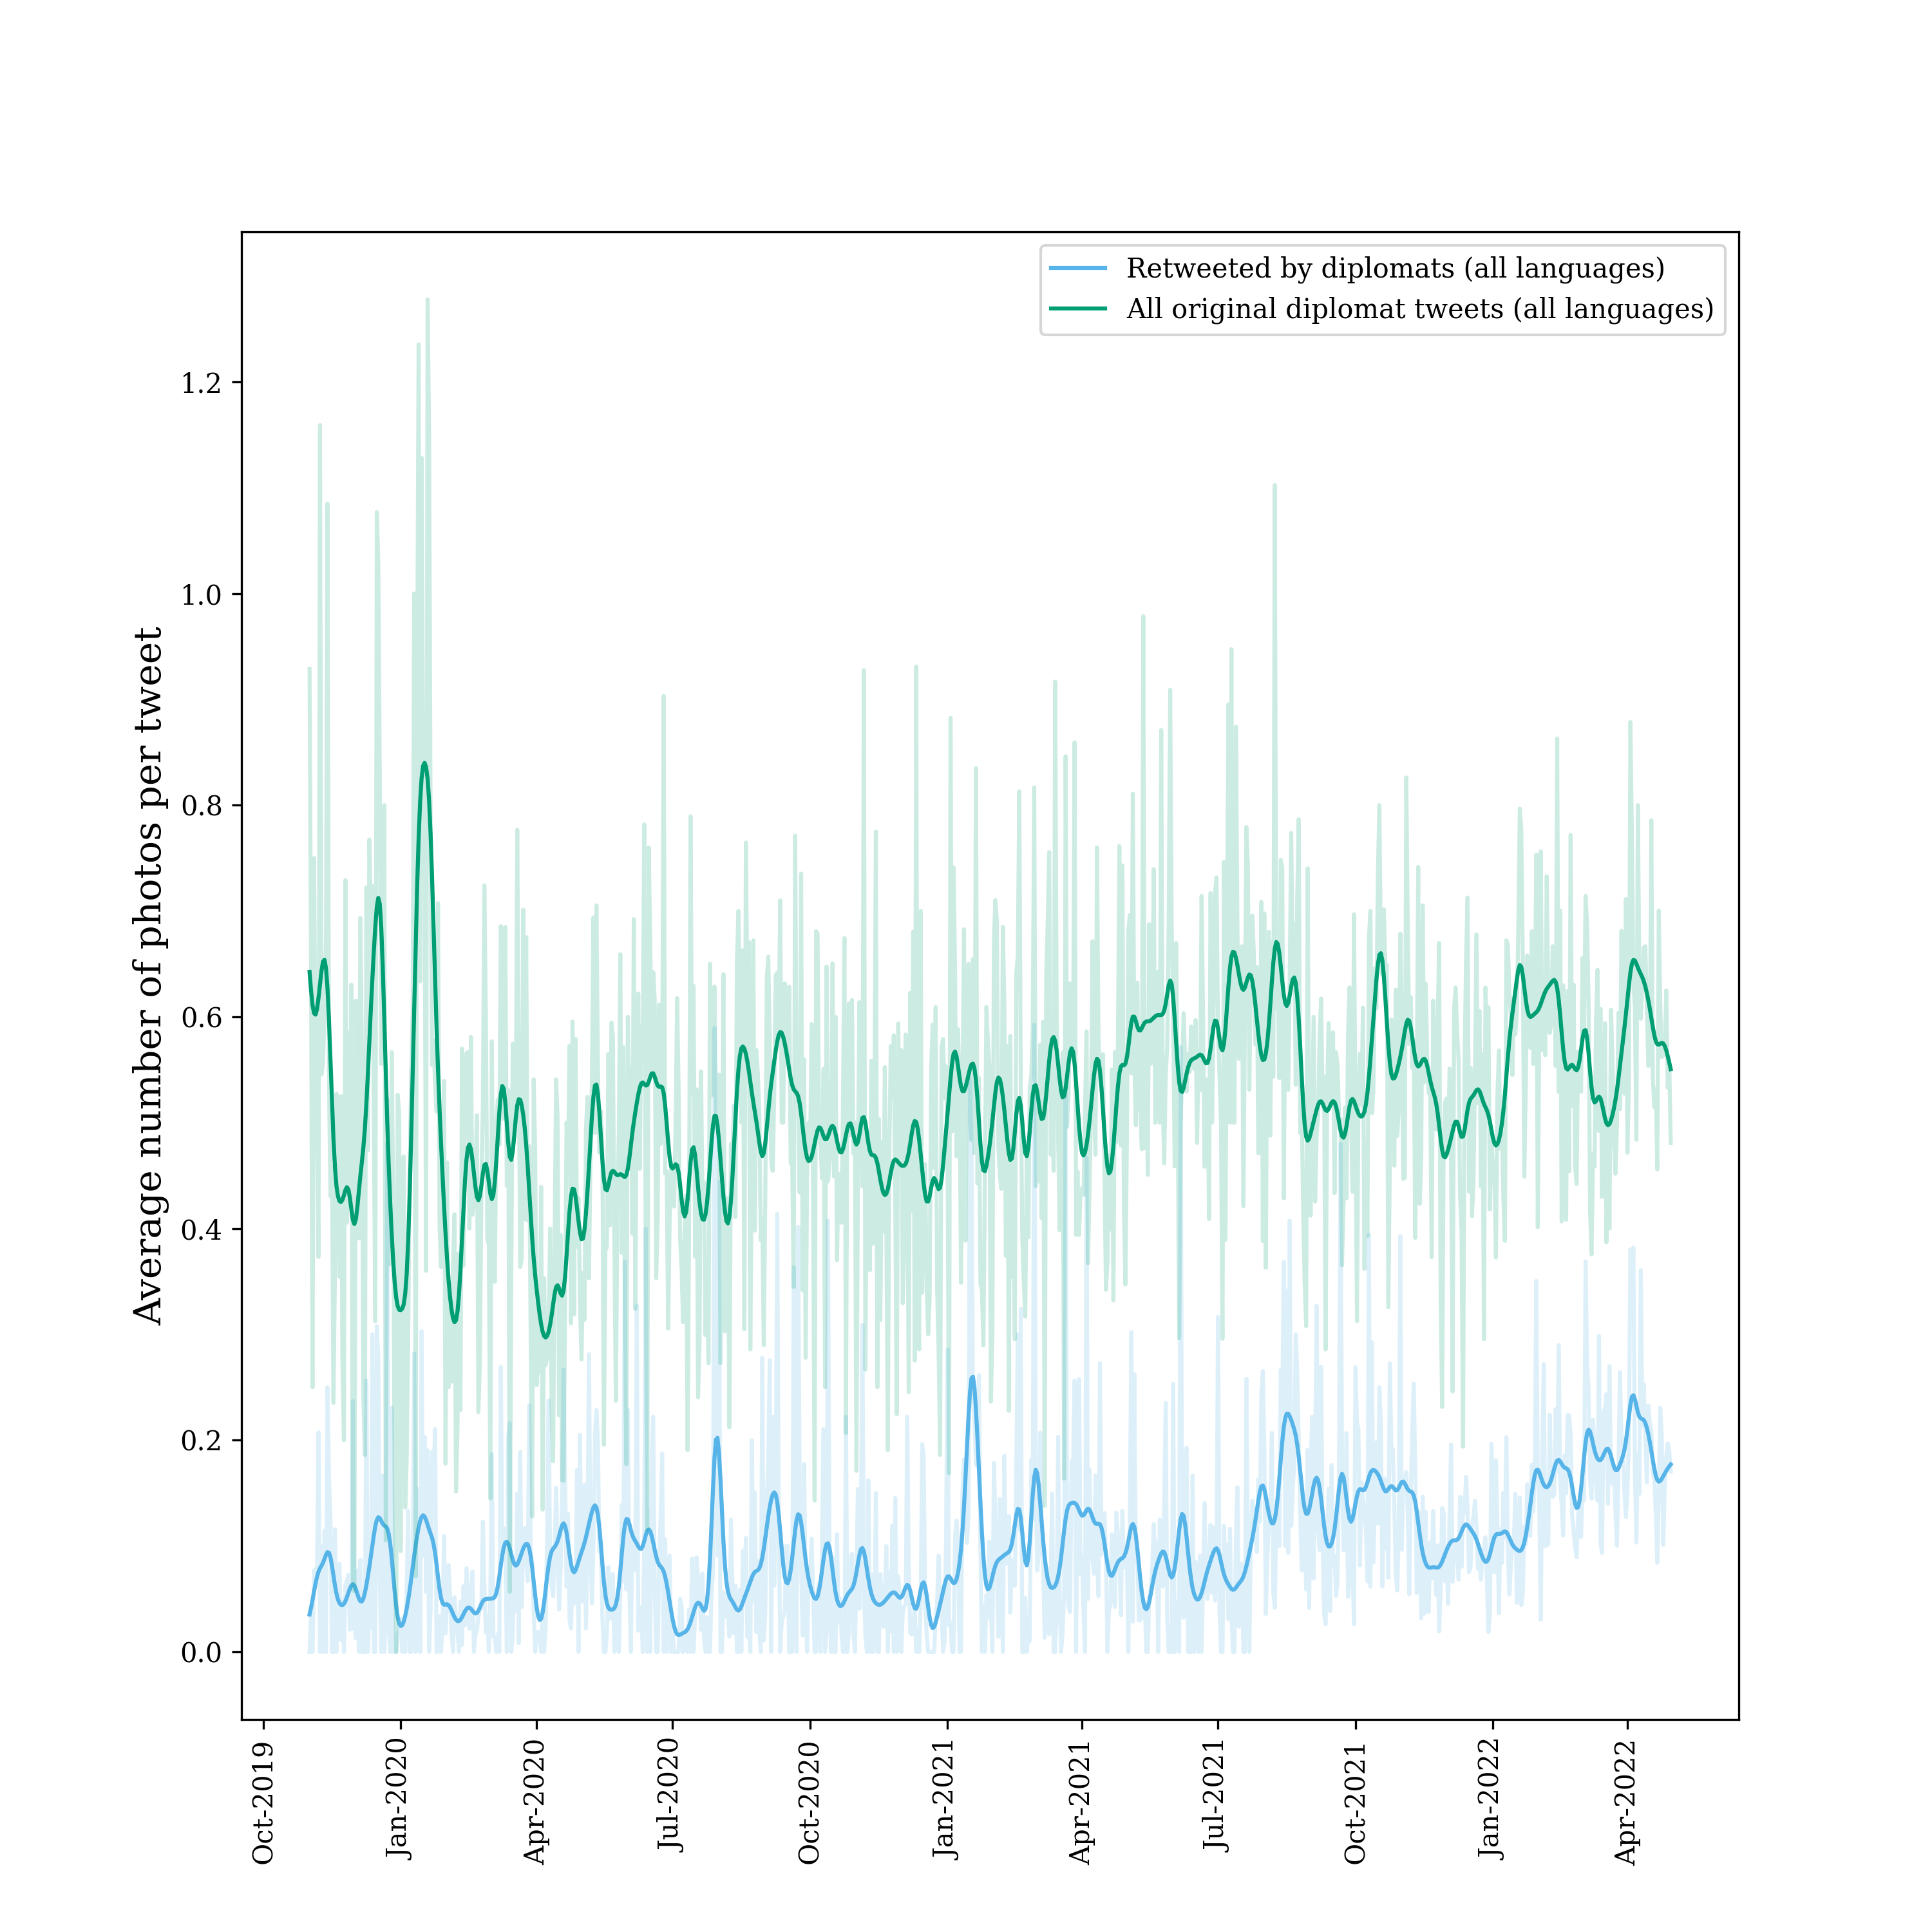 Retweeted by diplomats (all languages)
All original diplomat tweets (all languages)
Average number of photos per tweet
1.2
1.0
0.8
0.6
0.4
0.2
0.0
Oct-2019
Jan-2020
Apr-2020
Jul-2020
Oct-2020
Jan-2021
Apr-2021
Jul-2021
Oct-2021
Jan-2022
Apr-2022